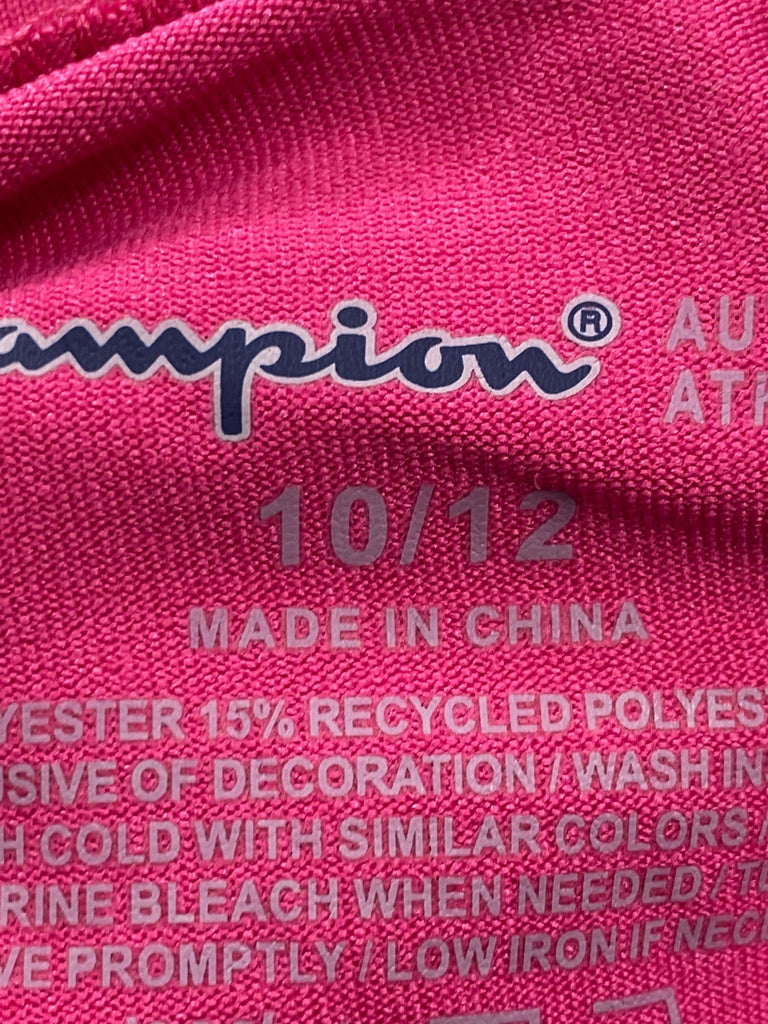 ampion®
AU
ATH
10/12
MADE IN CHINA
YESTER 15% RECYCLED POLYES
USIVE OF DECORATION / WASH IN
H COLD WITH SIMILAR COLORS /
RINE BLEACH WHEN NEEDED / TU
VE PROMPTLY / LOW IRON IF NEC